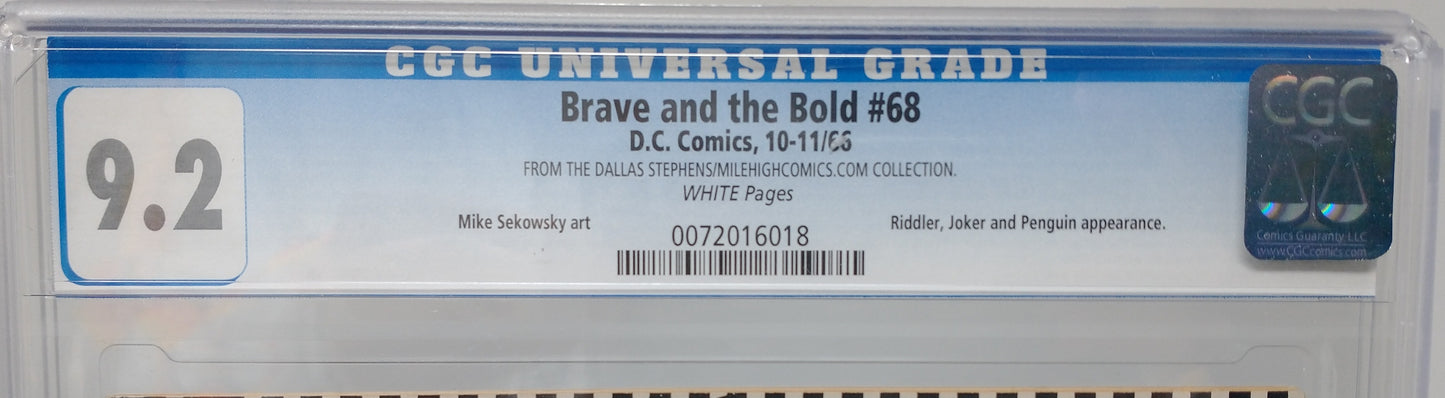 CGC UNIVERSAL GRADE
9.2
Brave and the Bold #68
D.C. Comics, 10-11/66
FROM THE DALLAS STEPHENS/MILEHIGHCOMICS.COM COLLECTION.
WHITE Pages
Mike Sekowsky art
0072016018
Riddler, Joker and Penguin appearance.
CGC
Comics Guaranty LLC
www.CGCcomics.com